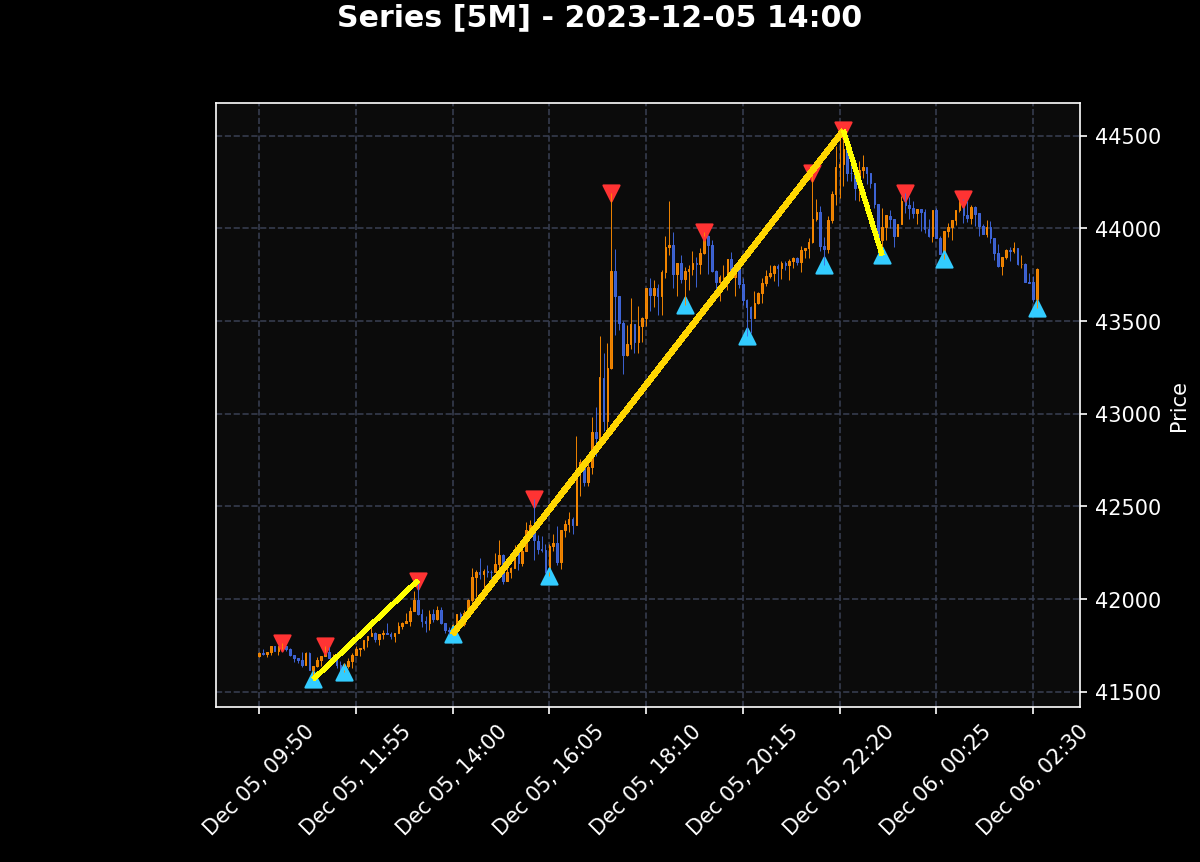 Series [5M] - 2023-12-05 14:00
44500
44000
43500
43000
42500
42000
41500
Price
Dec 05, 09:50
Dec 05, 11:55
Dec 05, 14:00
Dec 05, 16:05
Dec 05, 18:10
Dec 05, 20:15
Dec 05, 22:20
Dec 06, 00:25
Dec 06, 02:30